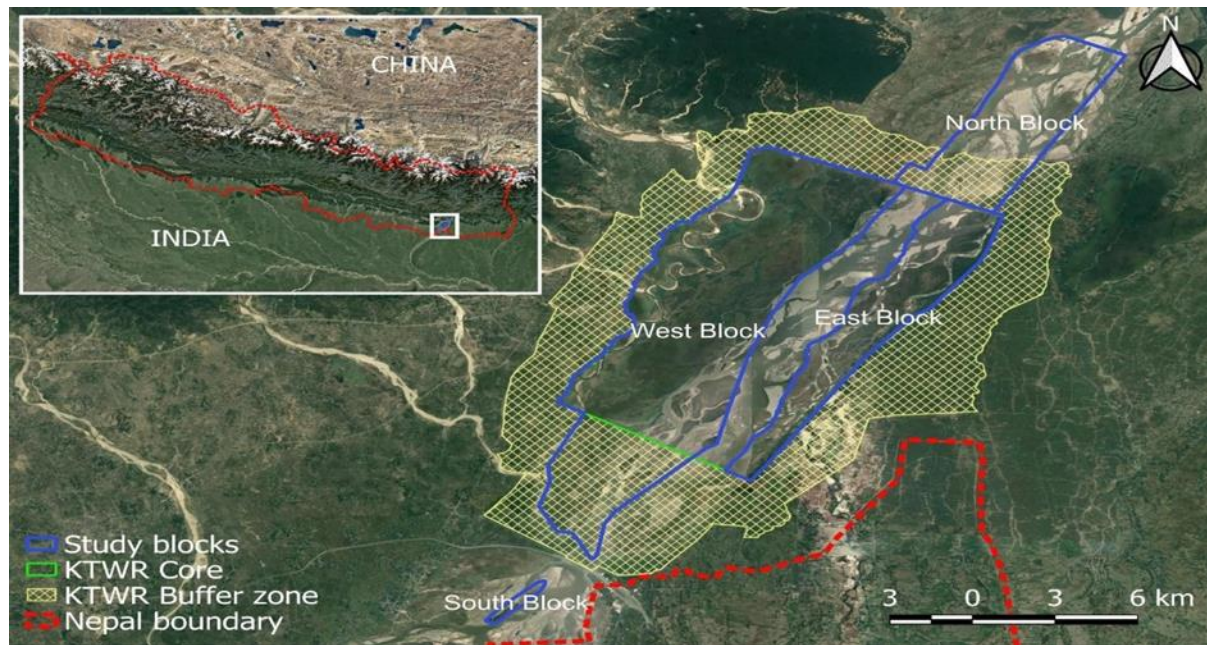 CHINA
INDIA
N
North Block
West Block
East Block
South Block
Study blocks
KTWR Core
KTWR Buffer zone
Nepal boundary
3 0 3 6 km